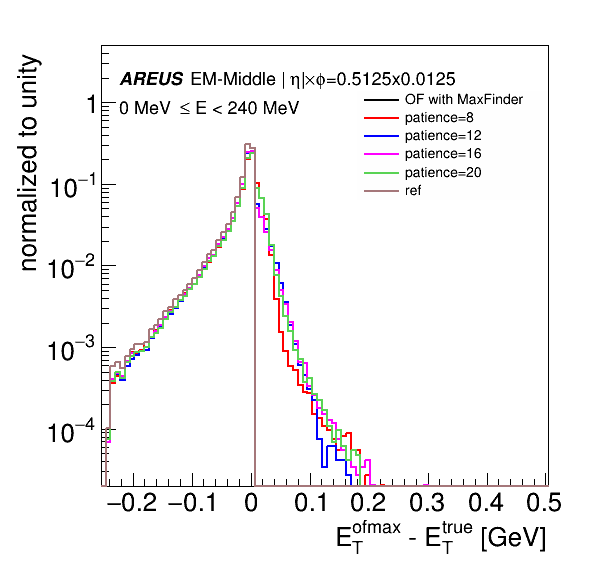 AREUS EM-Middle | η|×ϕ=0.5125x0.0125
0 MeV ≤ E < 240 MeV
OF with MaxFinder
patience=8
patience=12
patience=16
patience=20
ref
normalized to unity
1
10⁻¹
10⁻²
10⁻³
10⁻⁴
−0.2 −0.1 0 0.1 0.2 0.3 0.4 0.5
E_T^ofmax - E_T^true [GeV]